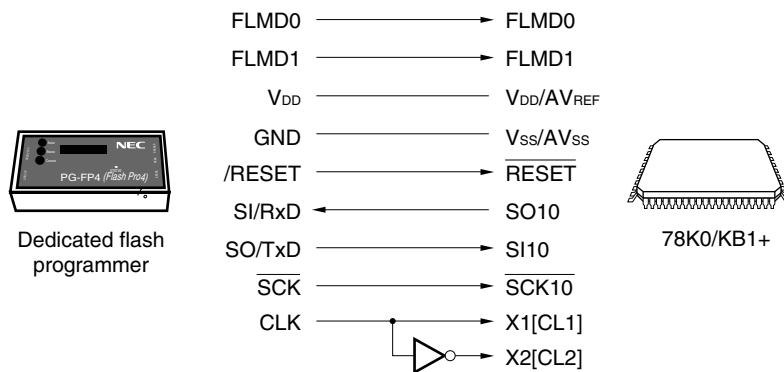 FLMD0 FLMD0
FLMD1 FLMD1
VDD VDD/AVREF
GND VSS/AVSS
/RESET RESET
SI/RxD SO10
SO/TxD SI10
SCK SCK10
CLK X1[CL1]
X2[CL2]
NEC
PG-FP4 (Flash Pro4)
Dedicated flash
programmer
78K0/KB1+